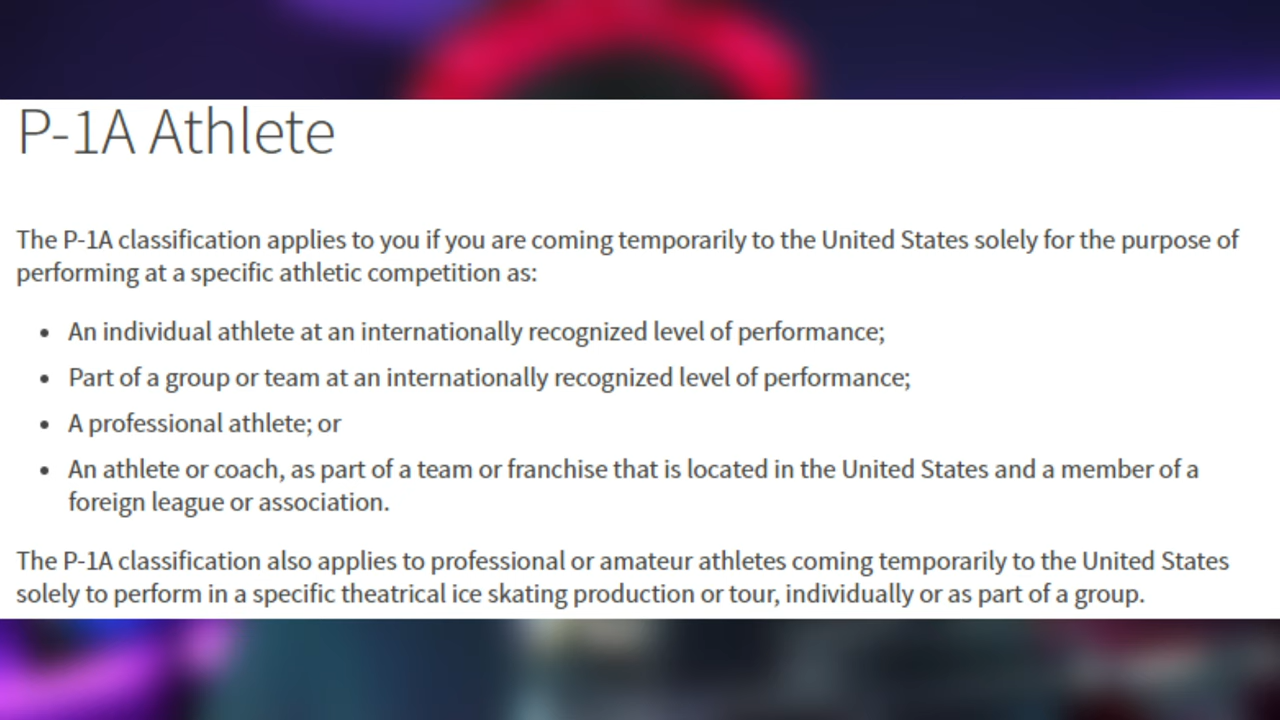 P-1A Athlete
The P-1A classification applies to you if you are coming temporarily to the United States solely for the purpose of
performing at a specific athletic competition as:
• An individual athlete at an internationally recognized level of performance;
• Part of a group or team at an internationally recognized level of performance;
• A professional athlete; or
• An athlete or coach, as part of a team or franchise that is located in the United States and a member of a
foreign league or association.
The P-1A classification also applies to professional or amateur athletes coming temporarily to the United States
solely to perform in a specific theatrical ice skating production or tour, individually or as part of a group.